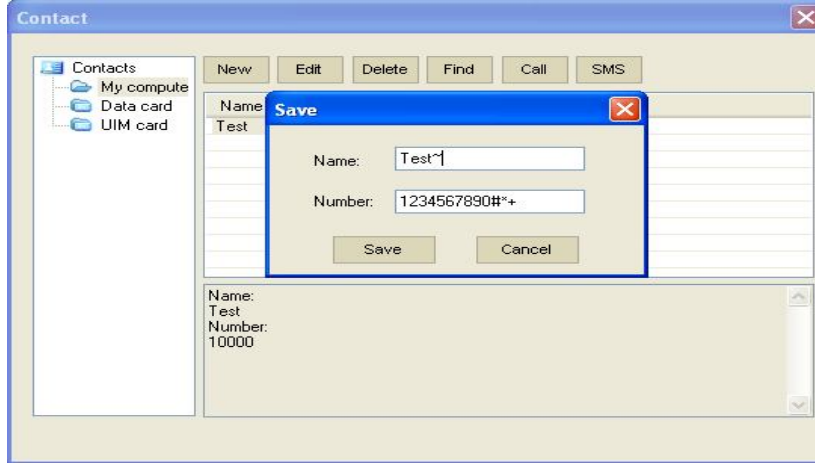 Contact
Contacts
My compute
Data card
UIM card
New Edit Delete Find Call SMS
Name
Test
Save
Name: Test~
Number: 1234567890#*+
Save Cancel
Name:
Test
Number:
10000